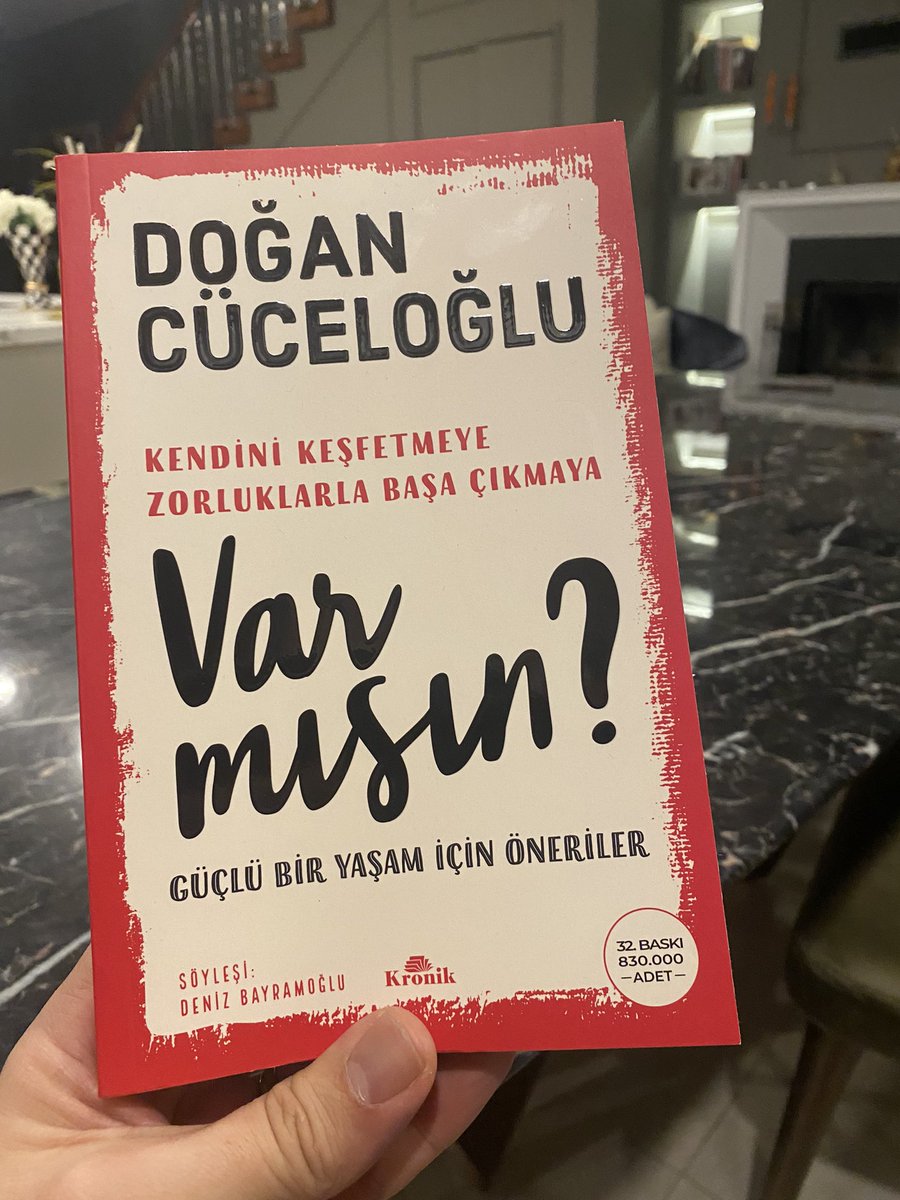 DOĞAN
CÜCELOĞLU
KENDİNİ KEŞFETMEYE
ZORLUKLARLA BAŞA ÇIKMAYA
Var
mısın?
GÜÇLÜ BİR YAŞAM İÇİN ÖNERİLER
SÖYLEŞİ:
DENİZ BAYRAMOĞLU
Kronik
32. BASKI
830.000
—ADET—